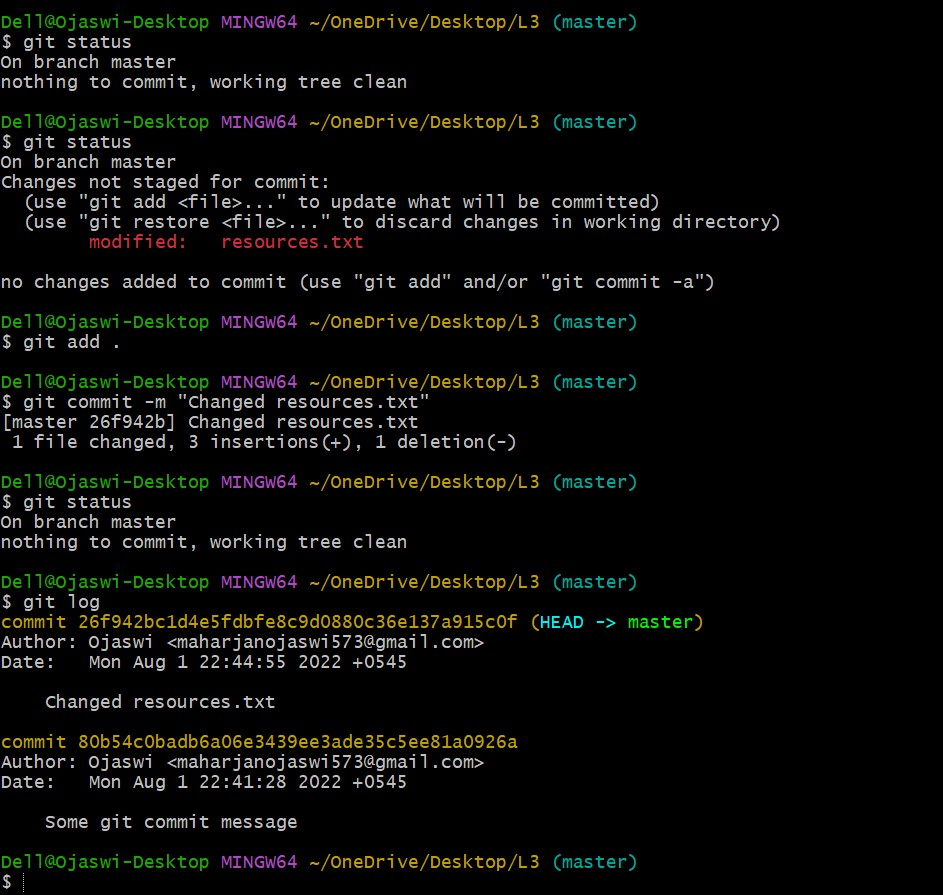 Dell@Ojaswi-Desktop MINGW64 ~/OneDrive/Desktop/L3 (master)
$ git status
On branch master
nothing to commit, working tree clean

Dell@Ojaswi-Desktop MINGW64 ~/OneDrive/Desktop/L3 (master)
$ git status
On branch master
Changes not staged for commit:
  (use "git add <file>..." to update what will be committed)
  (use "git restore <file>..." to discard changes in working directory)
        modified:   resources.txt

no changes added to commit (use "git add" and/or "git commit -a")

Dell@Ojaswi-Desktop MINGW64 ~/OneDrive/Desktop/L3 (master)
$ git add .

Dell@Ojaswi-Desktop MINGW64 ~/OneDrive/Desktop/L3 (master)
$ git commit -m "Changed resources.txt"
[master 26f942b] Changed resources.txt
 1 file changed, 3 insertions(+), 1 deletion(-)

Dell@Ojaswi-Desktop MINGW64 ~/OneDrive/Desktop/L3 (master)
$ git status
On branch master
nothing to commit, working tree clean

Dell@Ojaswi-Desktop MINGW64 ~/OneDrive/Desktop/L3 (master)
$ git log
commit 26f942bc1d4e5fdbfe8c9d0880c36e137a915c0f (HEAD -> master)
Author: Ojaswi <maharjanojaswi573@gmail.com>
Date:   Mon Aug 1 22:44:55 2022 +0545

    Changed resources.txt

commit 80b54c0badb6a06e3439ee3ade35c5ee81a0926a
Author: Ojaswi <maharjanojaswi573@gmail.com>
Date:   Mon Aug 1 22:41:28 2022 +0545

    Some git commit message

Dell@Ojaswi-Desktop MINGW64 ~/OneDrive/Desktop/L3 (master)
$